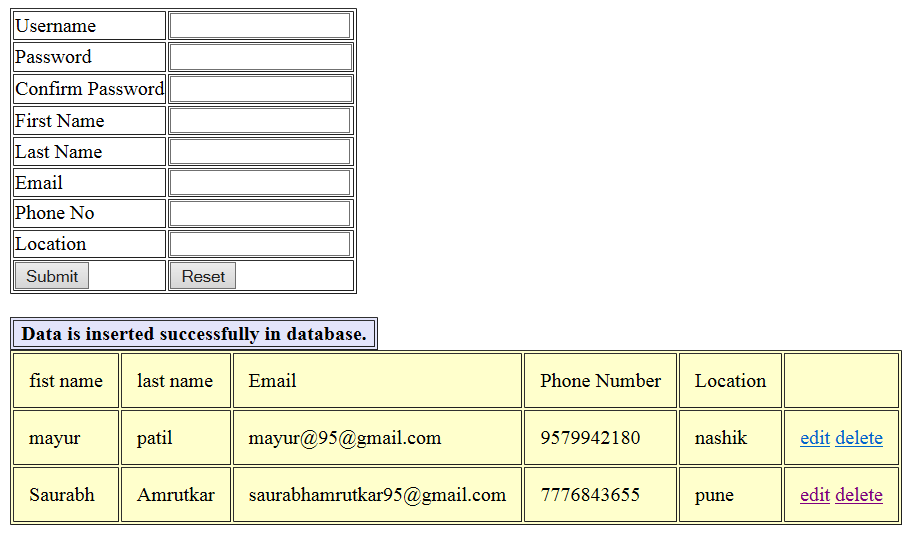 Username
Password
Confirm Password
First Name
Last Name
Email
Phone No
Location
Submit Reset
Data is inserted successfully in database.
fist name last name Email Phone Number Location
mayur patil mayur@95@gmail.com 9579942180 nashik edit delete
Saurabh Amrutkar saurabhamrutkar95@gmail.com 7776843655 pune edit delete